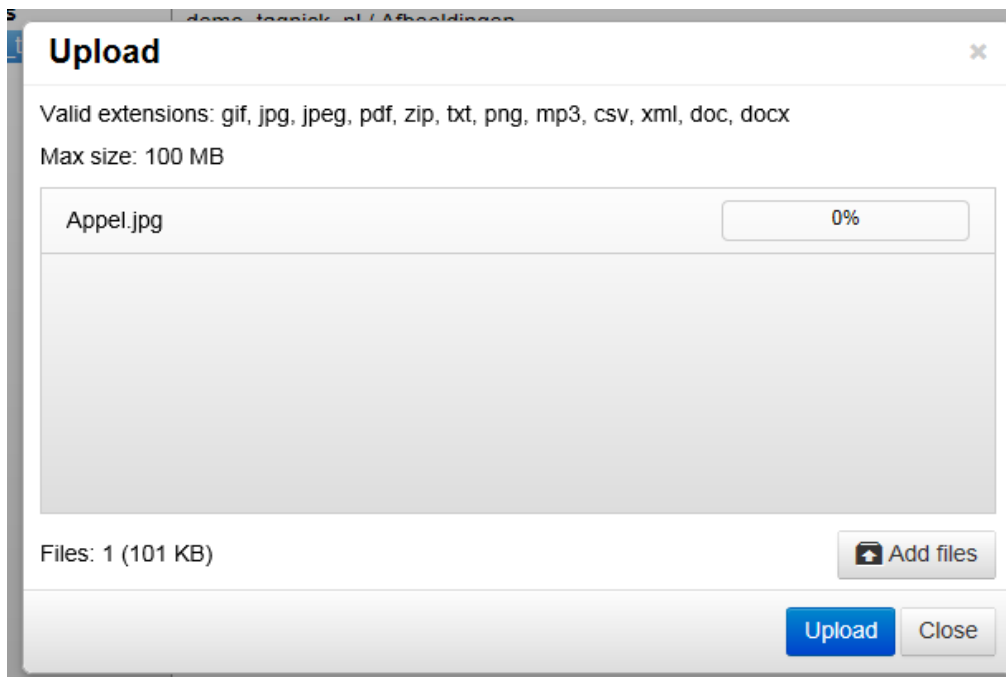 Upload
×
Valid extensions: gif, jpg, jpeg, pdf, zip, txt, png, mp3, csv, xml, doc, docx
Max size: 100 MB
Appel.jpg 0%
Files: 1 (101 KB) Add files
Upload Close